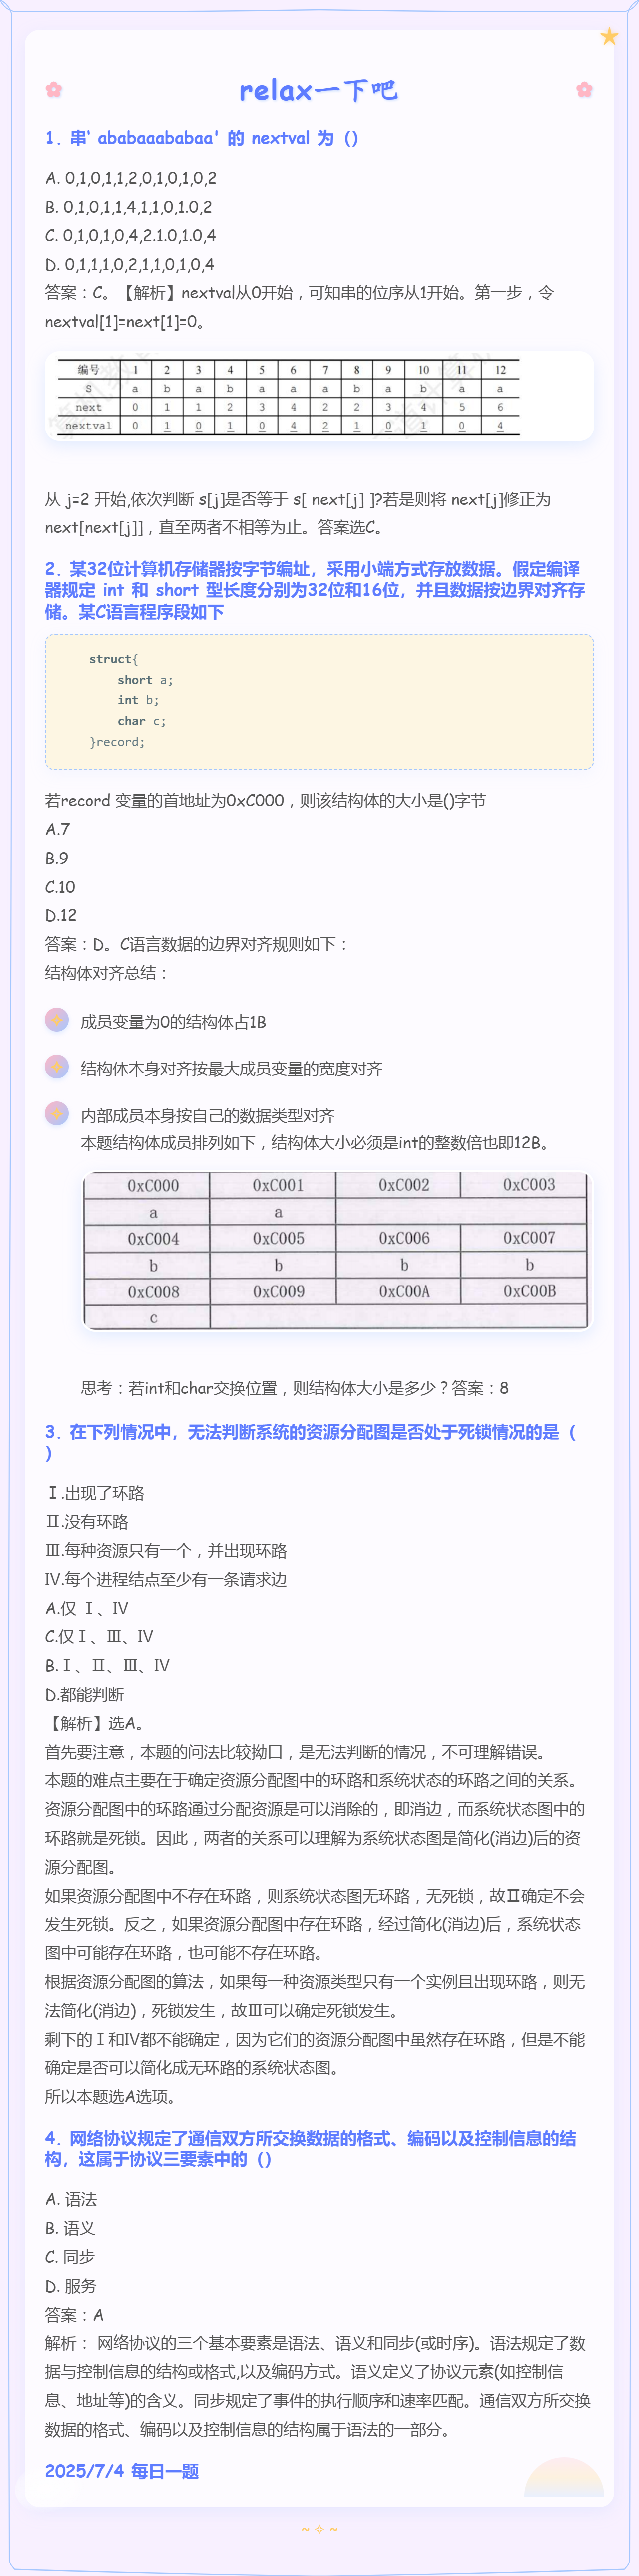 relax一下吧
1. 串' ababaaababaa' 的 nextval 为（）
A. 0,1,0,1,1,2,0,1,0,1,0,2
B. 0,1,0,1,1,4,1,1,0,1.0,2
C. 0,1,0,1,0,4,2.1.0,1.0,4
D. 0,1,1,1,0,2,1,1,0,1,0,4
答案：C。【解析】nextval从0开始，可知串的位序从1开始。第一步，令
nextval[1]=next[1]=0。
编号 1 2 3 4 5 6 7 8 9 10 11 12
S a b a b a a a b a b a a
next 0 1 1 2 3 4 2 2 3 4 5 6
nextval 0 1 0 1 0 4 2 1 0 1 0 4
从 j=2 开始,依次判断 s[j]是否等于 s[ next[j] ]?若是则将 next[j]修正为
next[next[j]]，直至两者不相等为止。答案选C。
2. 某32位计算机存储器按字节编址，采用小端方式存放数据。假定编译
器规定 int 和 short 型长度分别为32位和16位，并且数据按边界对齐存
储。某C语言程序段如下
struct{
short a;
int b;
char c;
}record;
若record 变量的首地址为0xC000，则该结构体的大小是()字节
A.7
B.9
C.10
D.12
答案：D。C语言数据的边界对齐规则如下：
结构体对齐总结：
成员变量为0的结构体占1B
结构体本身对齐按最大成员变量的宽度对齐
内部成员本身按自己的数据类型对齐
本题结构体成员排列如下，结构体大小必须是int的整数倍也即12B。
0xC000 0xC001 0xC002 0xC003
a a
0xC004 0xC005 0xC006 0xC007
b b b b
0xC008 0xC009 0xC00A 0xC00B
c
思考：若int和char交换位置，则结构体大小是多少？答案：8
3. 在下列情况中，无法判断系统的资源分配图是否处于死锁情况的是（
）
Ⅰ.出现了环路
Ⅱ.没有环路
Ⅲ.每种资源只有一个，并出现环路
Ⅳ.每个进程结点至少有一条请求边
A.仅 Ⅰ、Ⅳ
C.仅Ⅰ、Ⅲ、Ⅳ
B.Ⅰ、Ⅱ、Ⅲ、Ⅳ
D.都能判断
【解析】选A。
首先要注意，本题的问法比较拗口，是无法判断的情况，不可理解错误。
本题的难点主要在于确定资源分配图中的环路和系统状态的环路之间的关系。
资源分配图中的环路通过分配资源是可以消除的，即消边，而系统状态图中的
环路就是死锁。因此，两者的关系可以理解为系统状态图是简化(消边)后的资
源分配图。
如果资源分配图中不存在环路，则系统状态图无环路，无死锁，故Ⅱ确定不会
发生死锁。反之，如果资源分配图中存在环路，经过简化(消边)后，系统状态
图中可能存在环路，也可能不存在环路。
根据资源分配图的算法，如果每一种资源类型只有一个实例且出现环路，则无
法简化(消边)，死锁发生，故Ⅲ可以确定死锁发生。
剩下的Ⅰ和Ⅳ都不能确定，因为它们的资源分配图中虽然存在环路，但是不能
确定是否可以简化成无环路的系统状态图。
所以本题选A选项。
4. 网络协议规定了通信双方所交换数据的格式、编码以及控制信息的结
构，这属于协议三要素中的（）
A. 语法
B. 语义
C. 同步
D. 服务
答案：A
解析： 网络协议的三个基本要素是语法、语义和同步(或时序)。语法规定了数
据与控制信息的结构或格式,以及编码方式。语义定义了协议元素(如控制信
息、地址等)的含义。同步规定了事件的执行顺序和速率匹配。通信双方所交换
数据的格式、编码以及控制信息的结构属于语法的一部分。
2025/7/4 每日一题